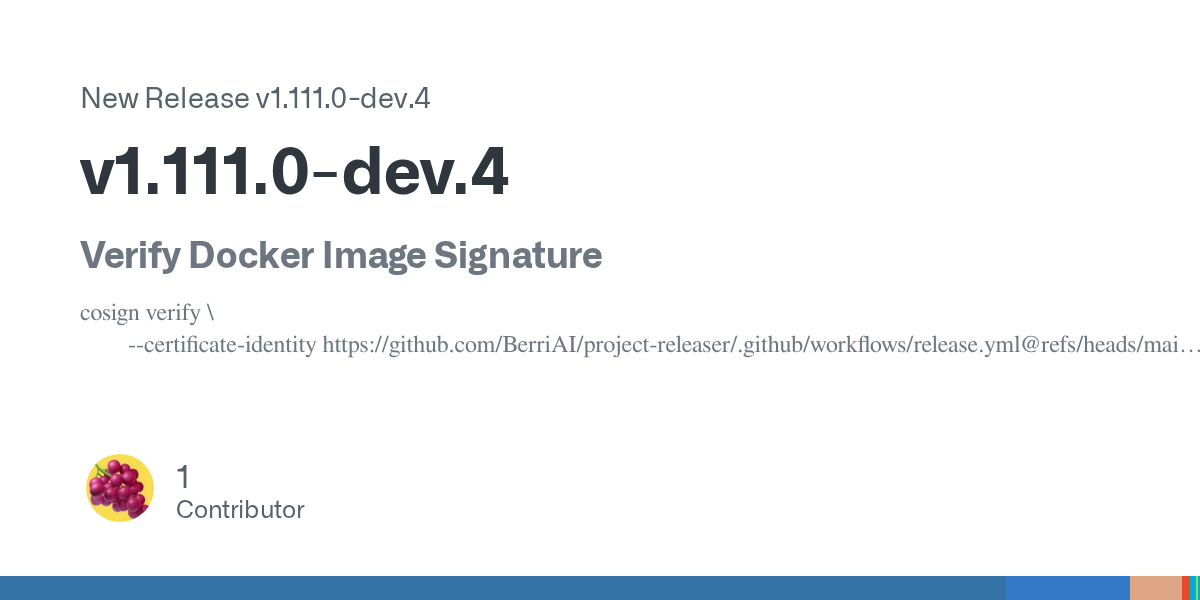 New Release v1.111.0-dev.4
v1.111.0-dev.4
Verify Docker Image Signature
cosign verify \
--certificate-identity https://github.com/BerriAI/project-releaser/.github/workflows/release.yml@refs/heads/mai…
1
Contributor